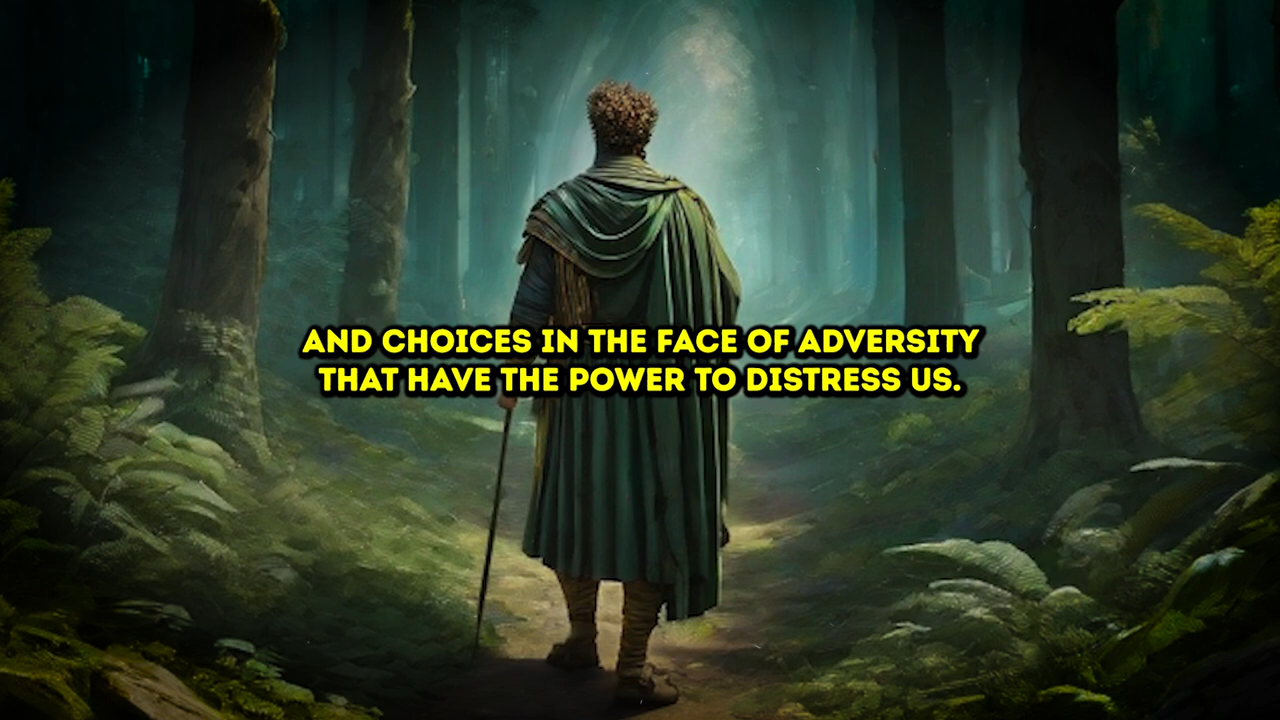 AND CHOICES IN THE FACE OF ADVERSITY
THAT HAVE THE POWER TO DISTRESS US.